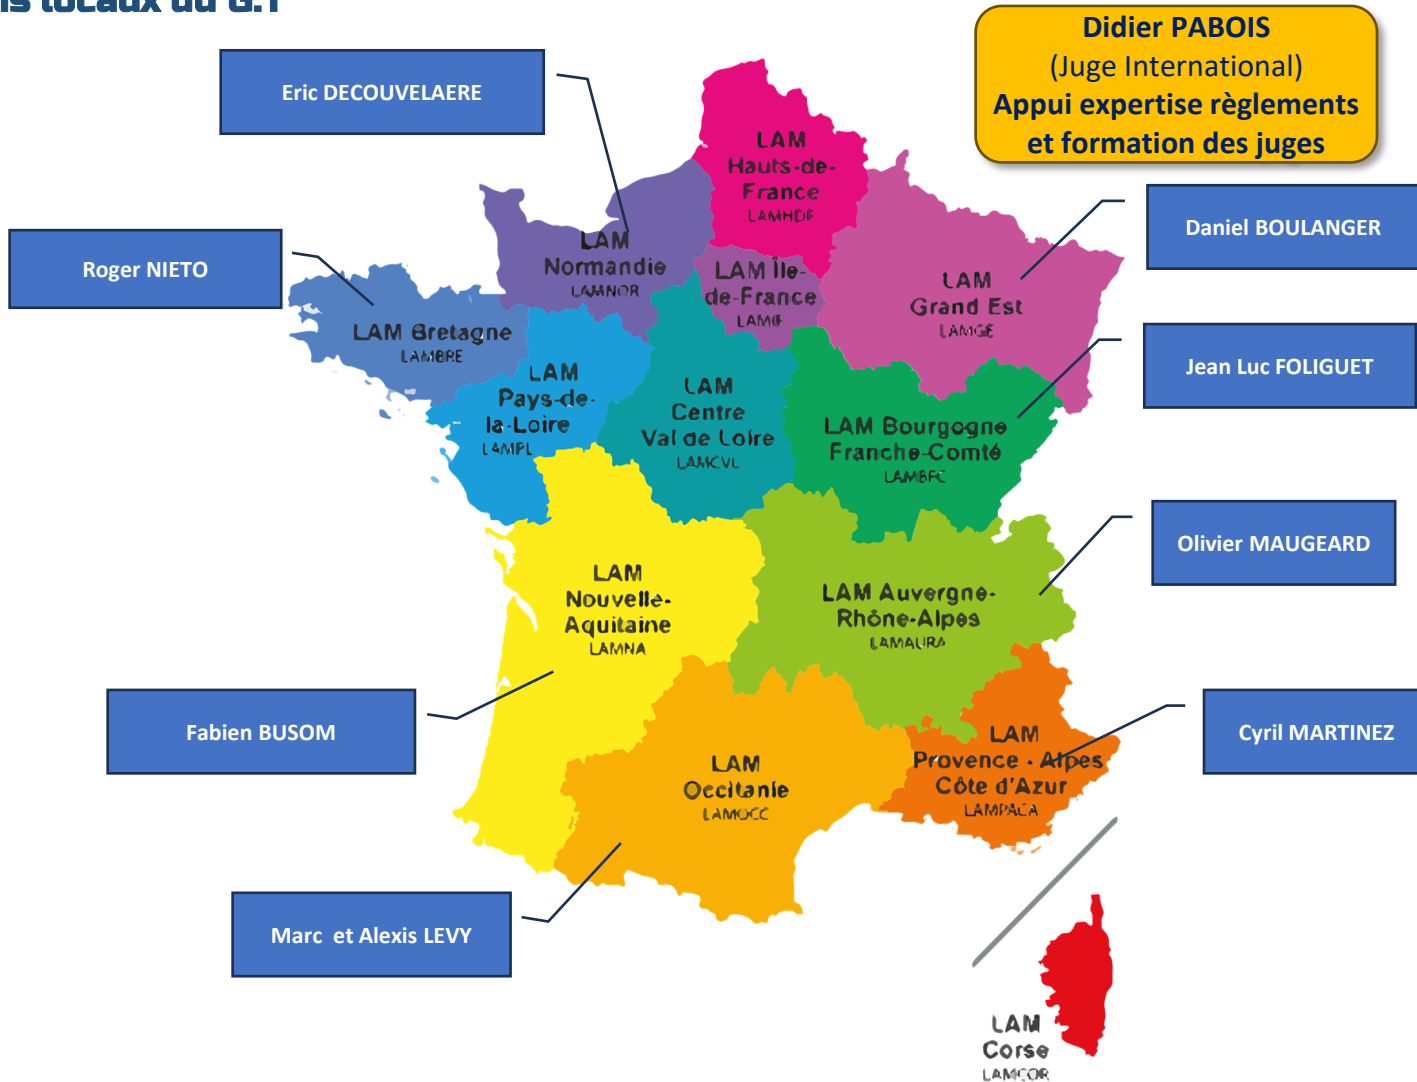 locaux du G.T
Didier PABOIS
(Juge International)
Appui expertise règlements
et formation des juges
Eric DECOUVELAERE
LAM
Hauts-de-
France
LAMHDF
Daniel BOULANGER
Roger NIETO
LAM
Normandie
LAMNOR
LAM Île-
de-France
LAMIF
LAM
Grand Est
LAMGE
LAM Bretagne
LAMBRE
Jean Luc FOLIGUET
LAM
Pays-de-
la-Loire
LAMPL
LAM
Centre
Val de Loire
LAMCVL
LAM Bourgogne
Franche-Comté
LAMBFC
Olivier MAUGEARD
LAM
Nouvelle-
Aquitaine
LAMNA
LAM Auvergne-
Rhône-Alpes
LAMAURA
Fabien BUSOM
Cyril MARTINEZ
LAM
Occitanie
LAMOCC
LAM
Provence - Alpes
Côte d'Azur
LAMPACA
Marc et Alexis LEVY
LAM
Corse
LAMCOR